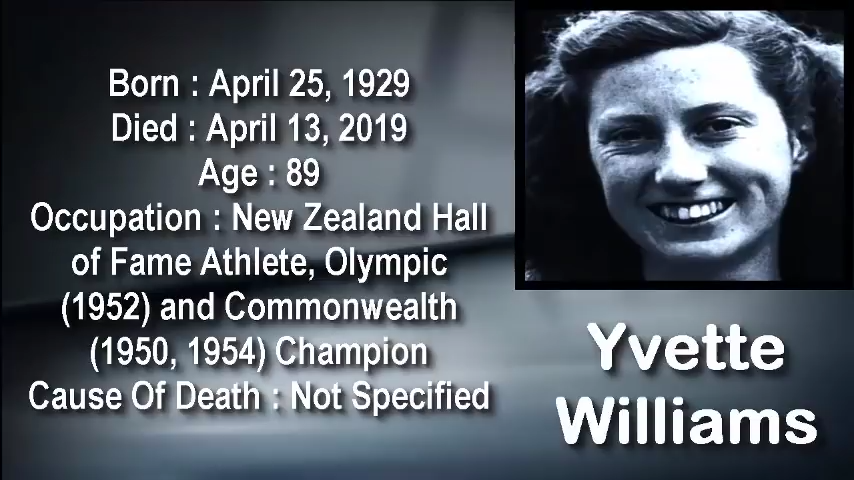 Born : April 25, 1929
Died : April 13, 2019
Age : 89
Occupation : New Zealand Hall
of Fame Athlete, Olympic
(1952) and Commonwealth
(1950, 1954) Champion
Cause Of Death : Not Specified
Yvette
Williams